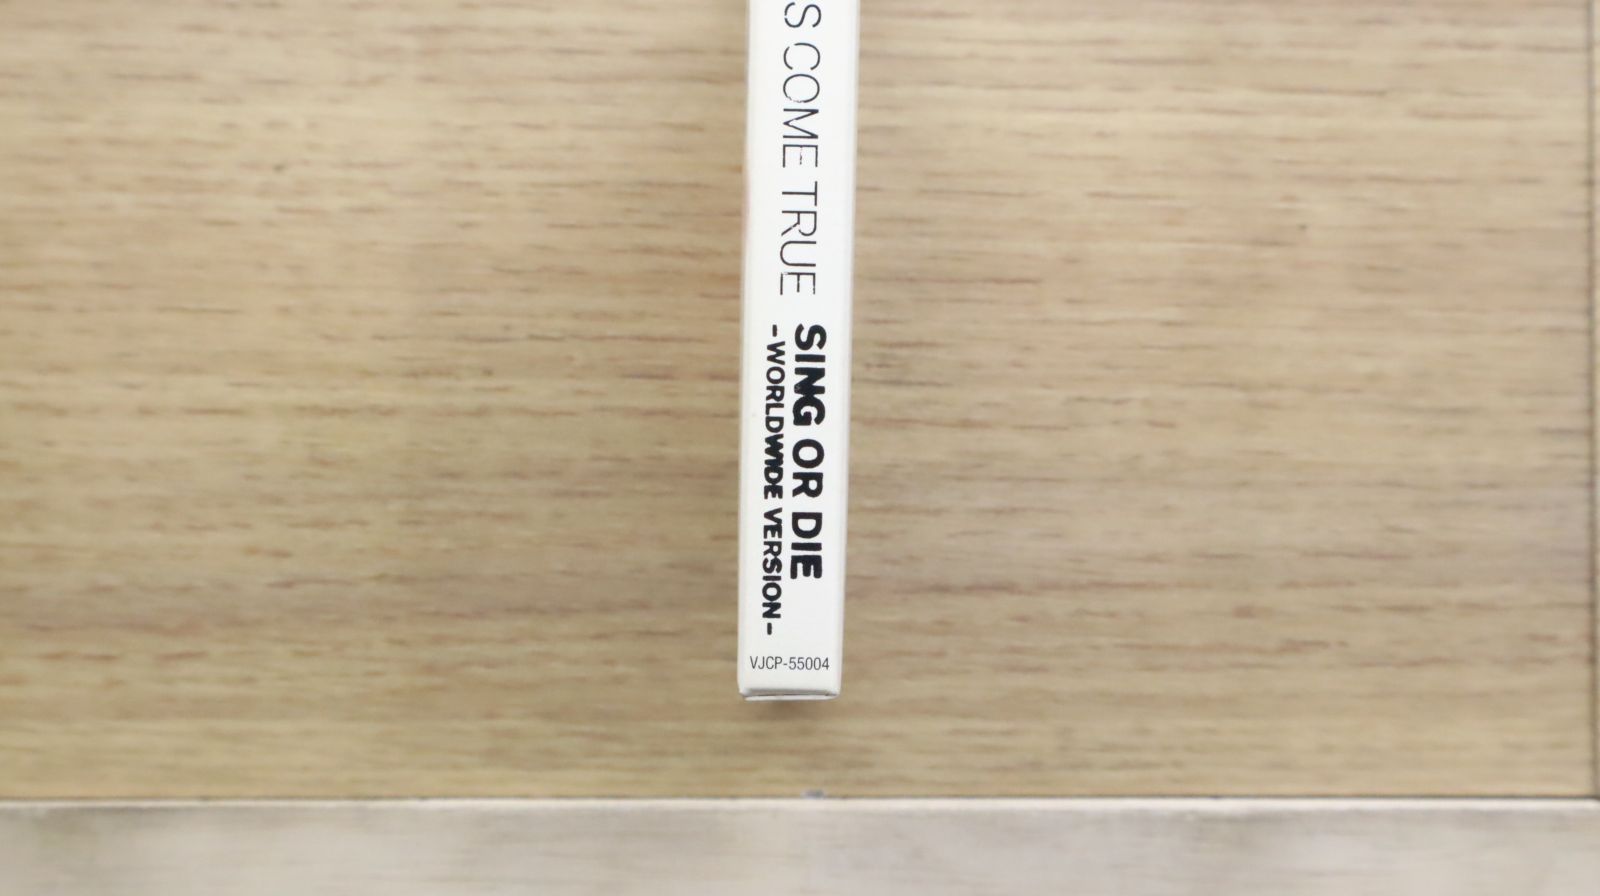 S COME TRUE
SING OR DIE
-WORLDWIDE VERSION-
VJCP-55004